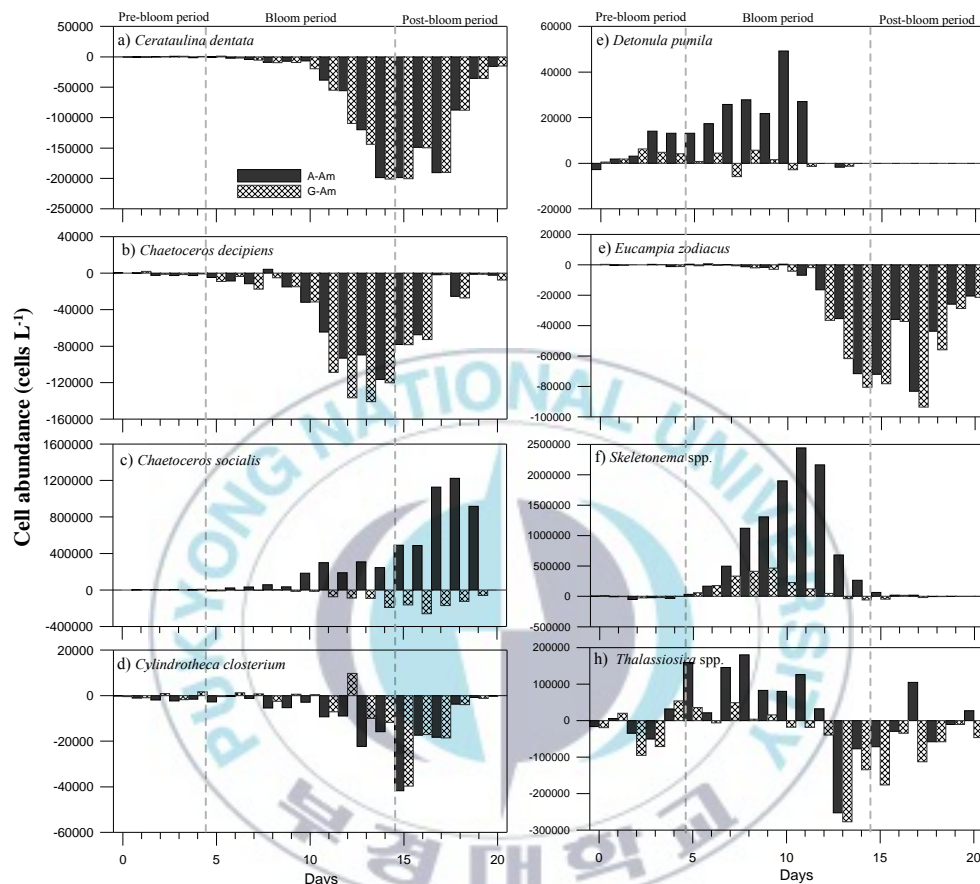 Pre-bloom period Bloom period Post-bloom period
a) Cerataulina dentata
50000
0
-50000
-100000
-150000
-200000
-250000
A-Am
G-Am
b) Chaetoceros decipiens
40000
0
-40000
-80000
-120000
-160000
c) Chaetoceros socialis
1600000
1200000
800000
400000
0
-400000
d) Cylindrotheca closterium
20000
0
-20000
-40000
-60000
0 5 10 15 20
Days
Cell abundance (cells L-1)
Pre-bloom period Bloom period Post-bloom period
e) Detonula pumila
60000
40000
20000
0
-20000
e) Eucampia zodiacus
20000
0
-20000
-40000
-60000
-80000
-100000
f) Skeletonema spp.
2500000
2000000
1500000
1000000
500000
0
-500000
h) Thalassiosira spp.
200000
100000
0
-100000
-200000
-300000
0 5 10 15 20
Days
PUKYONG NATIONAL UNIVERSITY